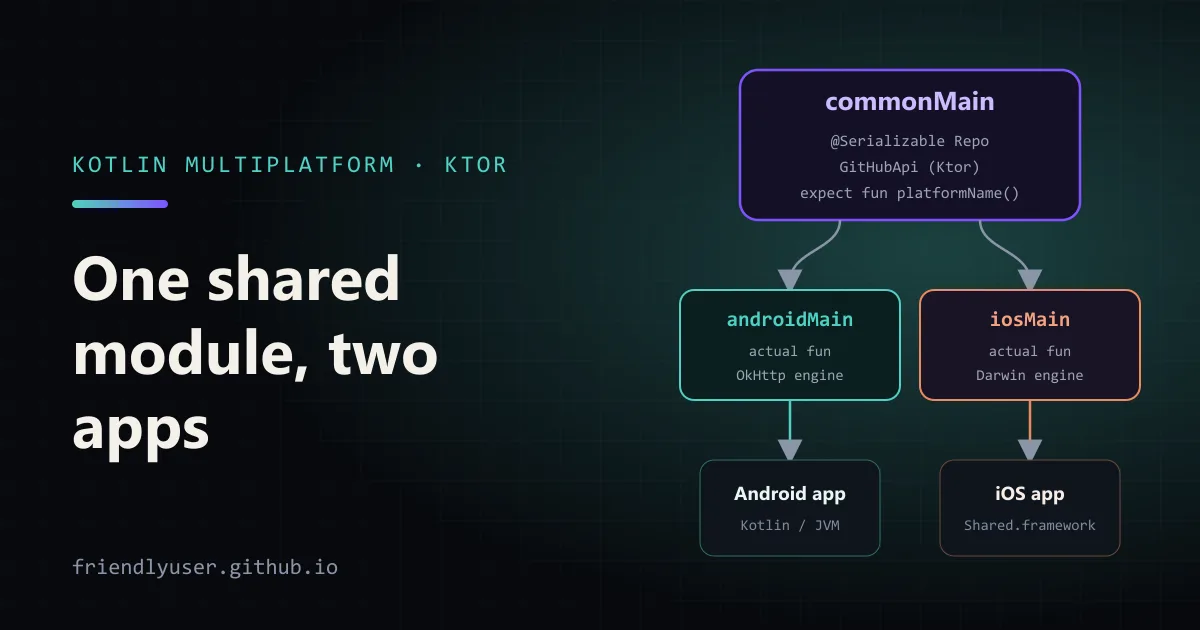 KOTLIN MULTIPLATFORM · KTOR
One shared
module, two
apps
friendlyuser.github.io
commonMain
@Serializable Repo
GitHubApi (Ktor)
expect fun platformName()
androidMain
actual fun
OkHttp engine
iosMain
actual fun
Darwin engine
Android app
Kotlin / JVM
iOS app
Shared.framework